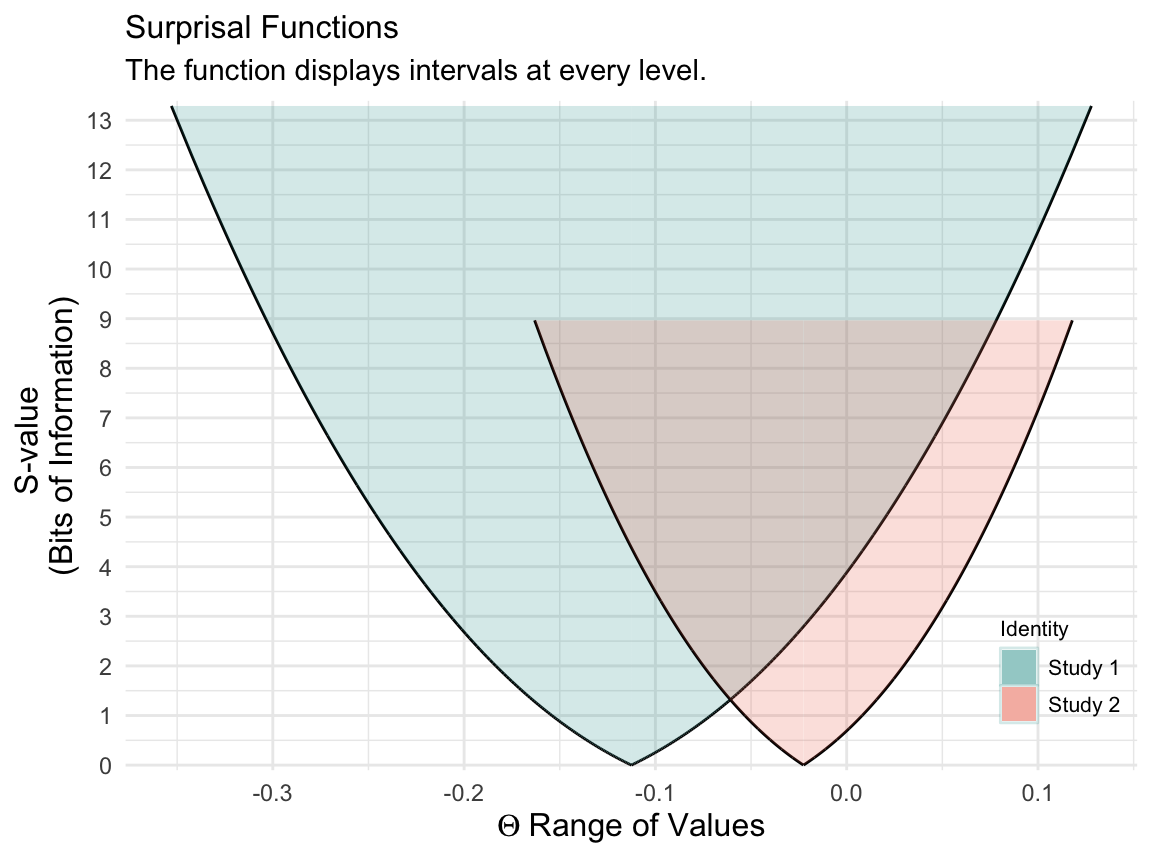 Surprisal Functions
The function displays intervals at every level.
13
12
11
10
9
8
7
6
5
4
3
2
1
0
S-value
(Bits of Information)
Identity
Study 1
Study 2
-0.3
-0.2
-0.1
0.0
0.1
Θ Range of Values